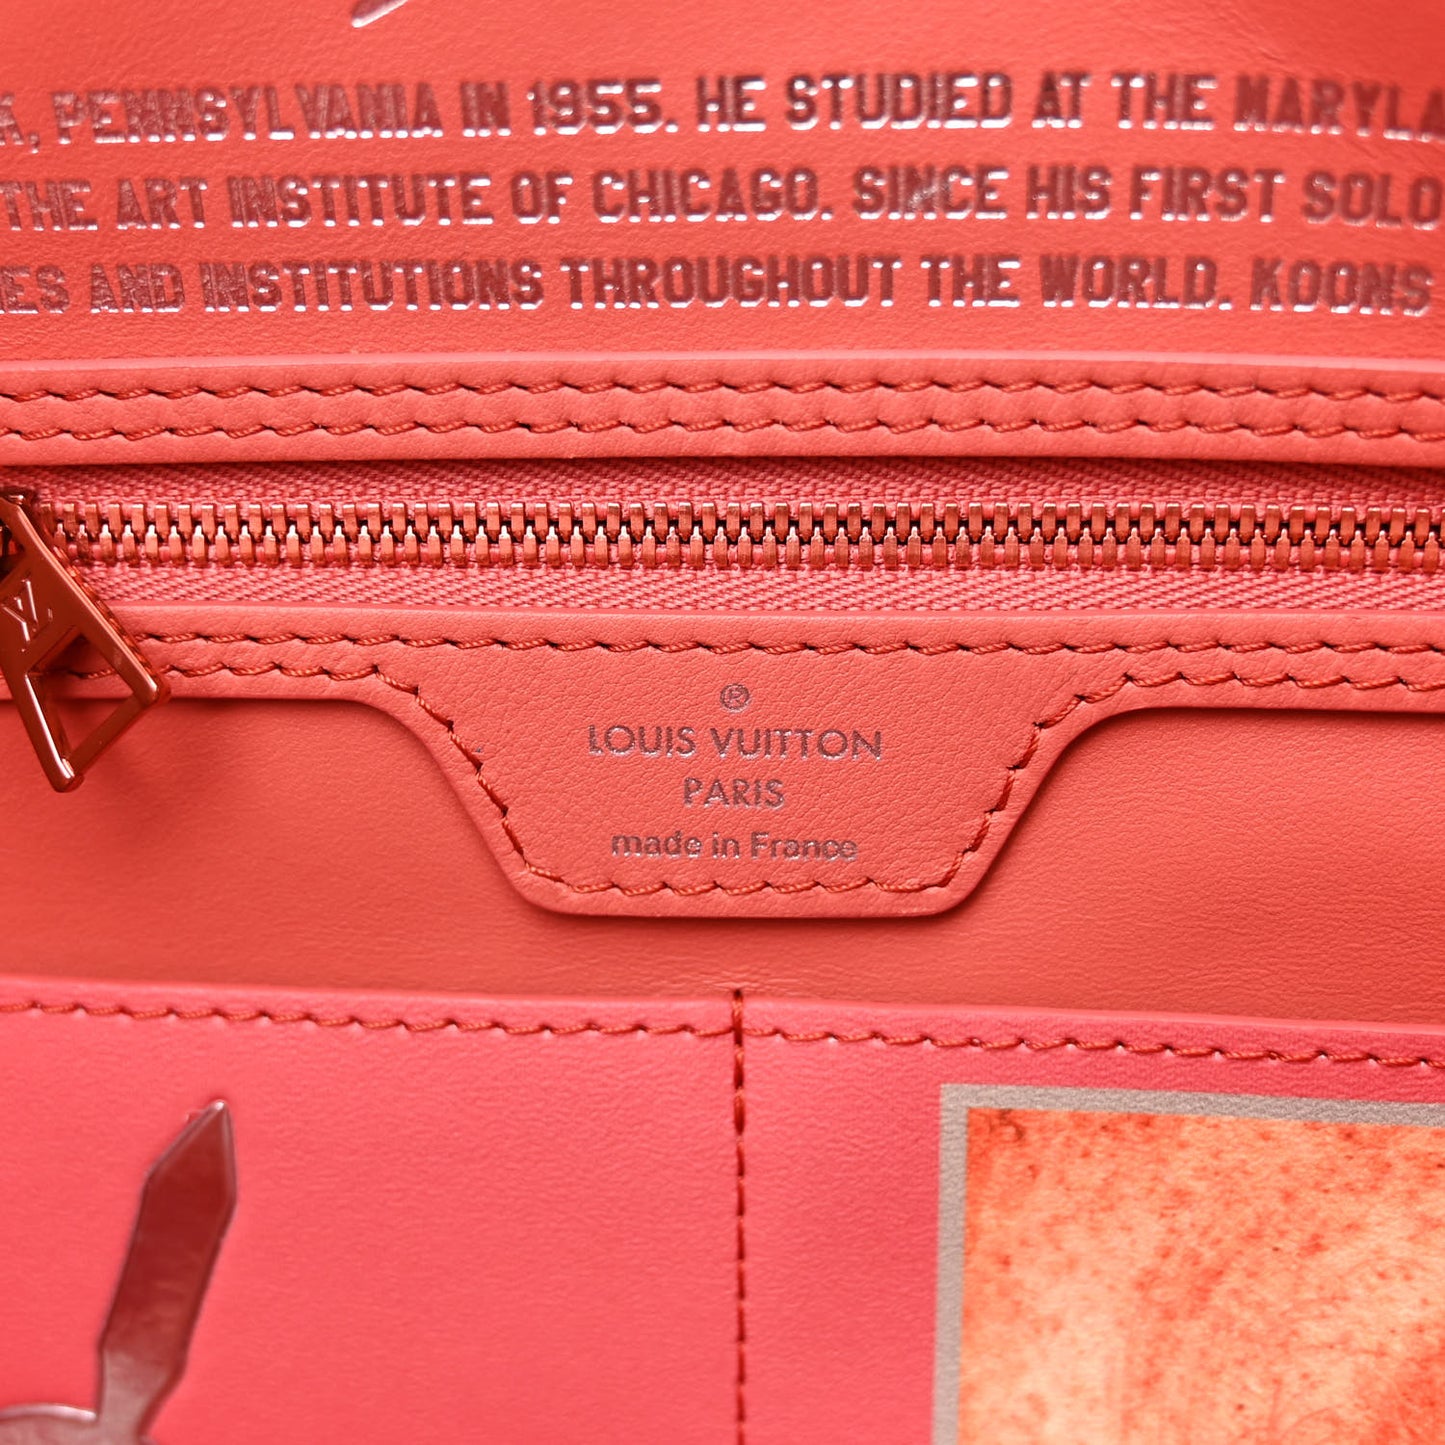 , PENNSYLVANIA IN 1955. HE STUDIED AT THE MARYLA
THE ART INSTITUTE OF CHICAGO. SINCE HIS FIRST SOLO
ES AND INSTITUTIONS THROUGHOUT THE WORLD. KOONS
LV
®
LOUIS VUITTON
PARIS
made in France